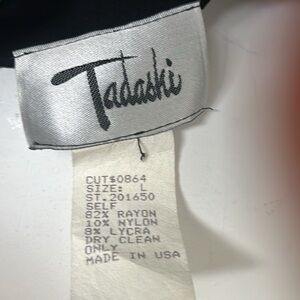 Tadashi
CUT$0864
SIZE: L
ST.201650
SELF
82% RAYON
10% NYLON
8% LYCRA
DRY CLEAN
ONLY
MADE IN USA